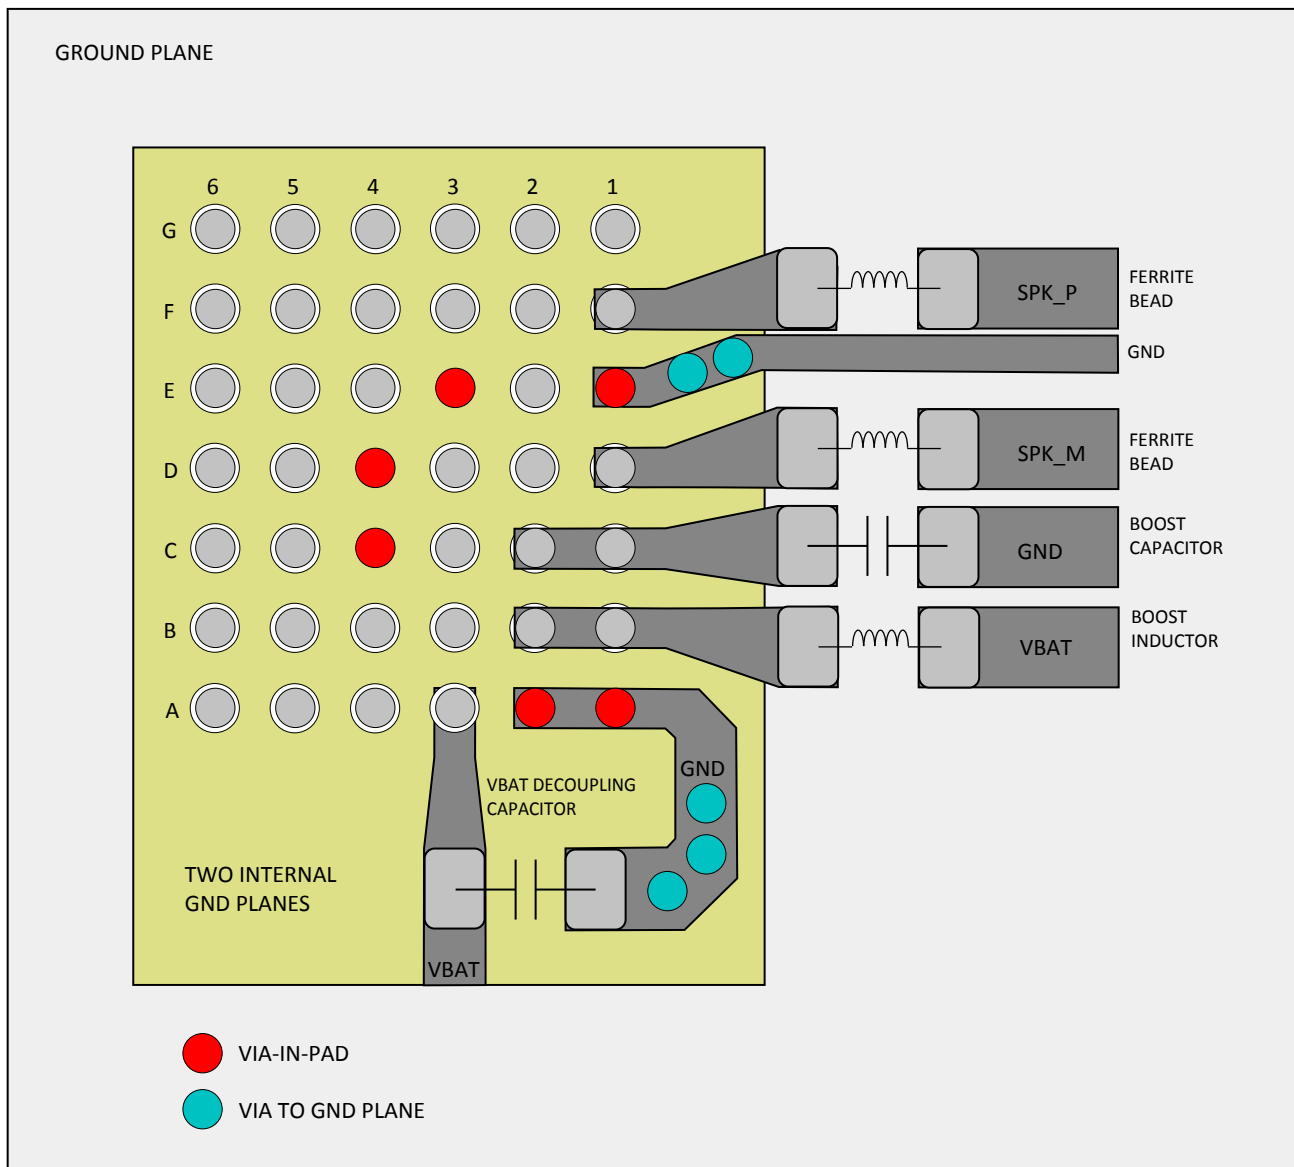 GROUND PLANE
6 5 4 3 2 1
G
F
E
D
C
B
A
SPK_P
FERRITE
BEAD
GND
SPK_M
FERRITE
BEAD
GND
BOOST
CAPACITOR
VBAT
BOOST
INDUCTOR
GND
VBAT DECOUPLING
CAPACITOR
TWO INTERNAL
GND PLANES
VBAT
VIA-IN-PAD
VIA TO GND PLANE